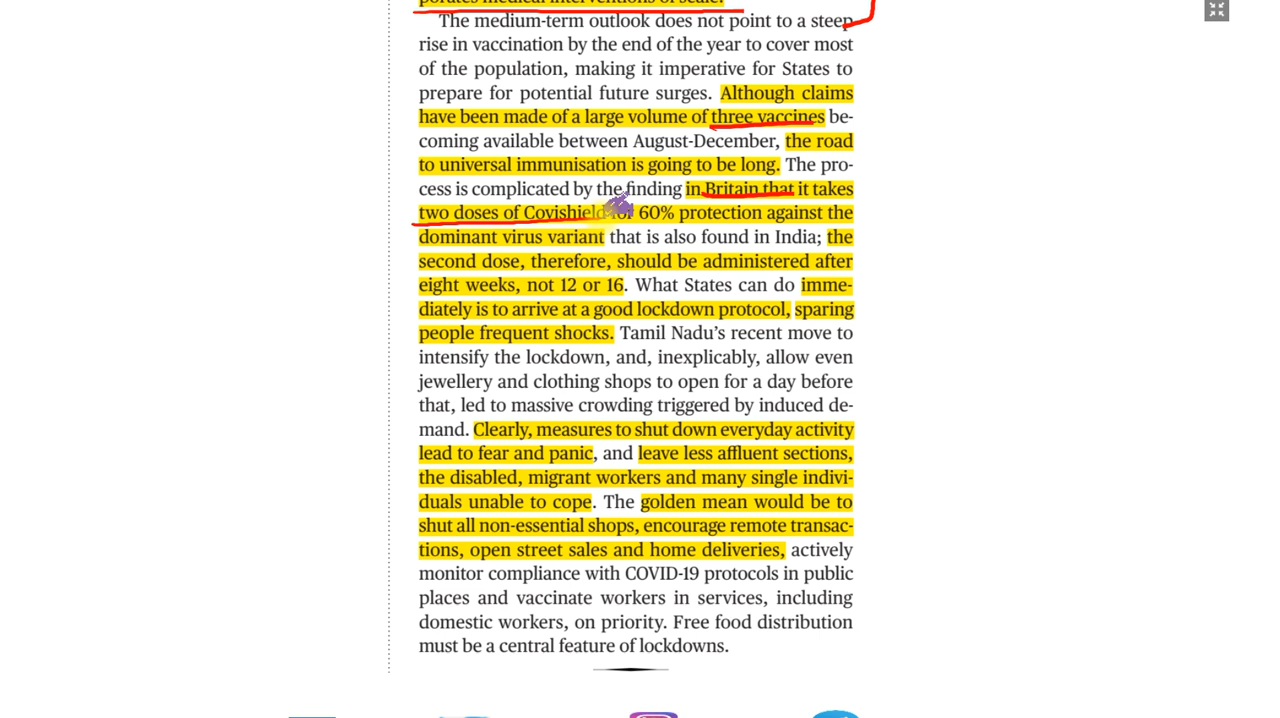 porates medical interventions of scale.
The medium-term outlook does not point to a steep
rise in vaccination by the end of the year to cover most
of the population, making it imperative for States to
prepare for potential future surges. Although claims
have been made of a large volume of three vaccines be-
coming available between August-December, the road
to universal immunisation is going to be long. The pro-
cess is complicated by the finding in Britain that it takes
two doses of Covishield for 60% protection against the
dominant virus variant that is also found in India; the
second dose, therefore, should be administered after
eight weeks, not 12 or 16. What States can do imme-
diately is to arrive at a good lockdown protocol, sparing
people frequent shocks. Tamil Nadu’s recent move to
intensify the lockdown, and, inexplicably, allow even
jewellery and clothing shops to open for a day before
that, led to massive crowding triggered by induced de-
mand. Clearly, measures to shut down everyday activity
lead to fear and panic, and leave less affluent sections,
the disabled, migrant workers and many single indivi-
duals unable to cope. The golden mean would be to
shut all non-essential shops, encourage remote transac-
tions, open street sales and home deliveries, actively
monitor compliance with COVID-19 protocols in public
places and vaccinate workers in services, including
domestic workers, on priority. Free food distribution
must be a central feature of lockdowns.